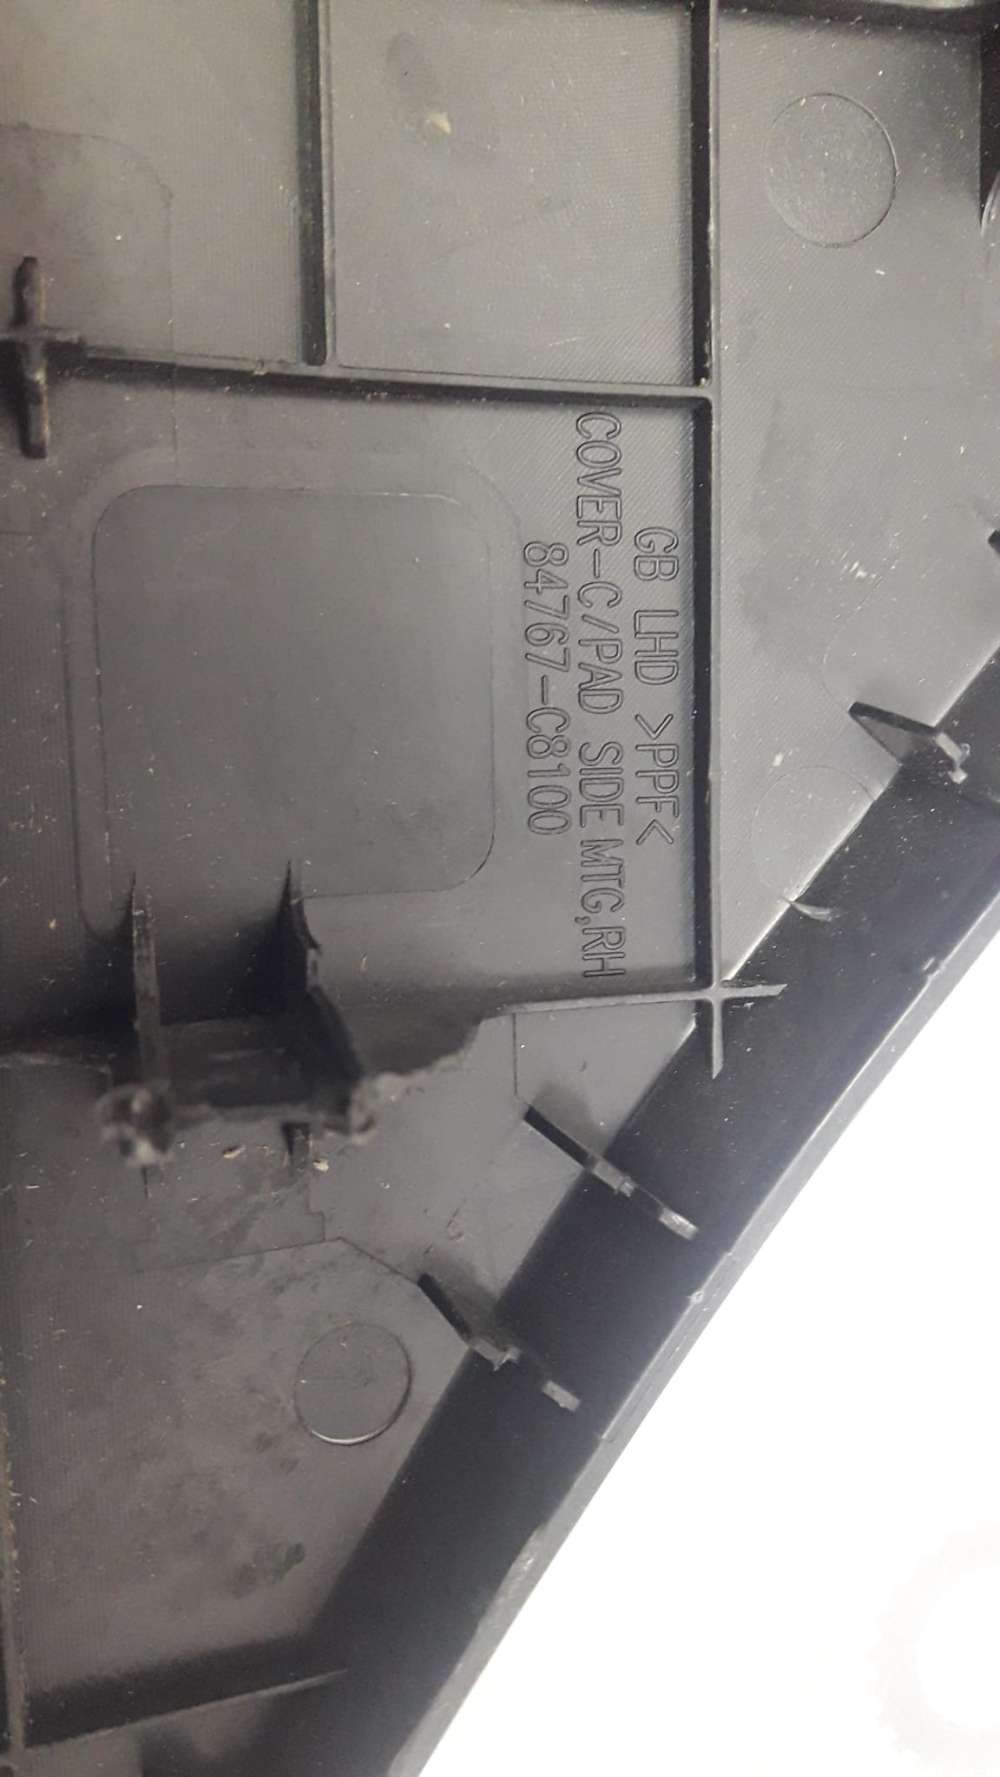 GB LHD >PPF<
COVER-C/PAD SIDE MTG,RH
84767-C8100